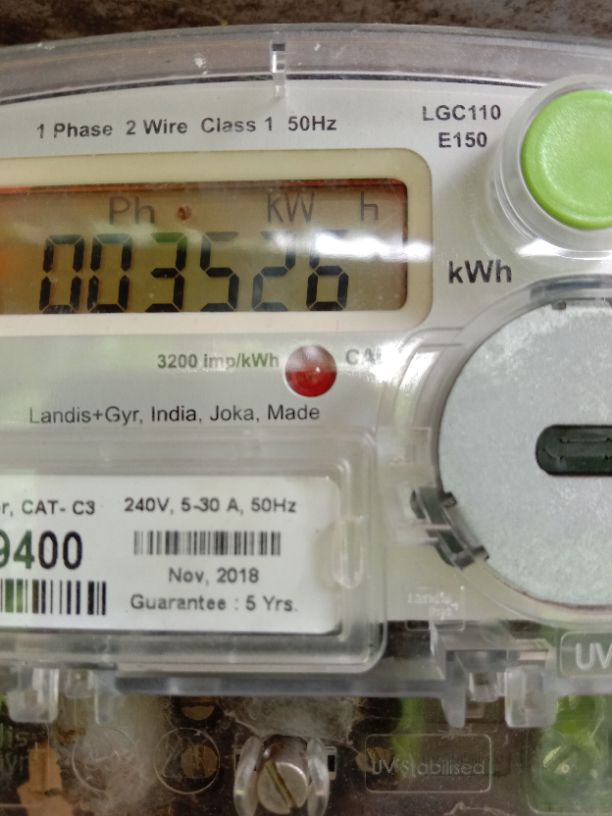 1 Phase 2 Wire Class 1 50Hz
LGC110
E150
Ph KW h
003526
kWh
3200 imp/kWh
Landis+Gyr, India, Joka, Made
CAT- C3 240V, 5-30 A, 50Hz
9400
Nov, 2018
Guarantee : 5 Yrs.
UV
UV Stabilised